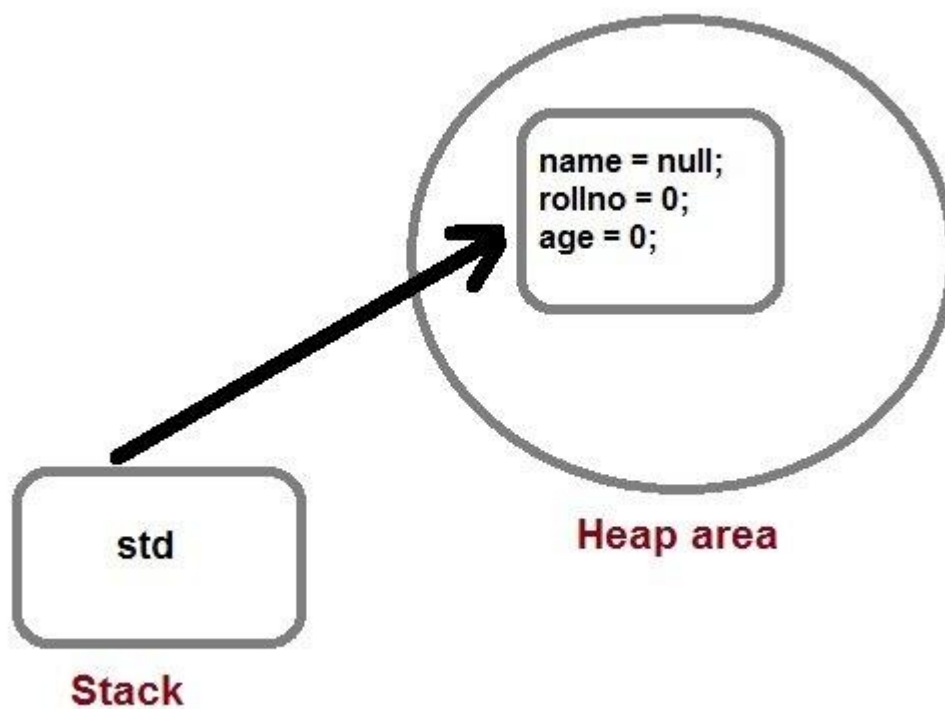 name = null;
rollno = 0;
age = 0;
Heap area
std
Stack